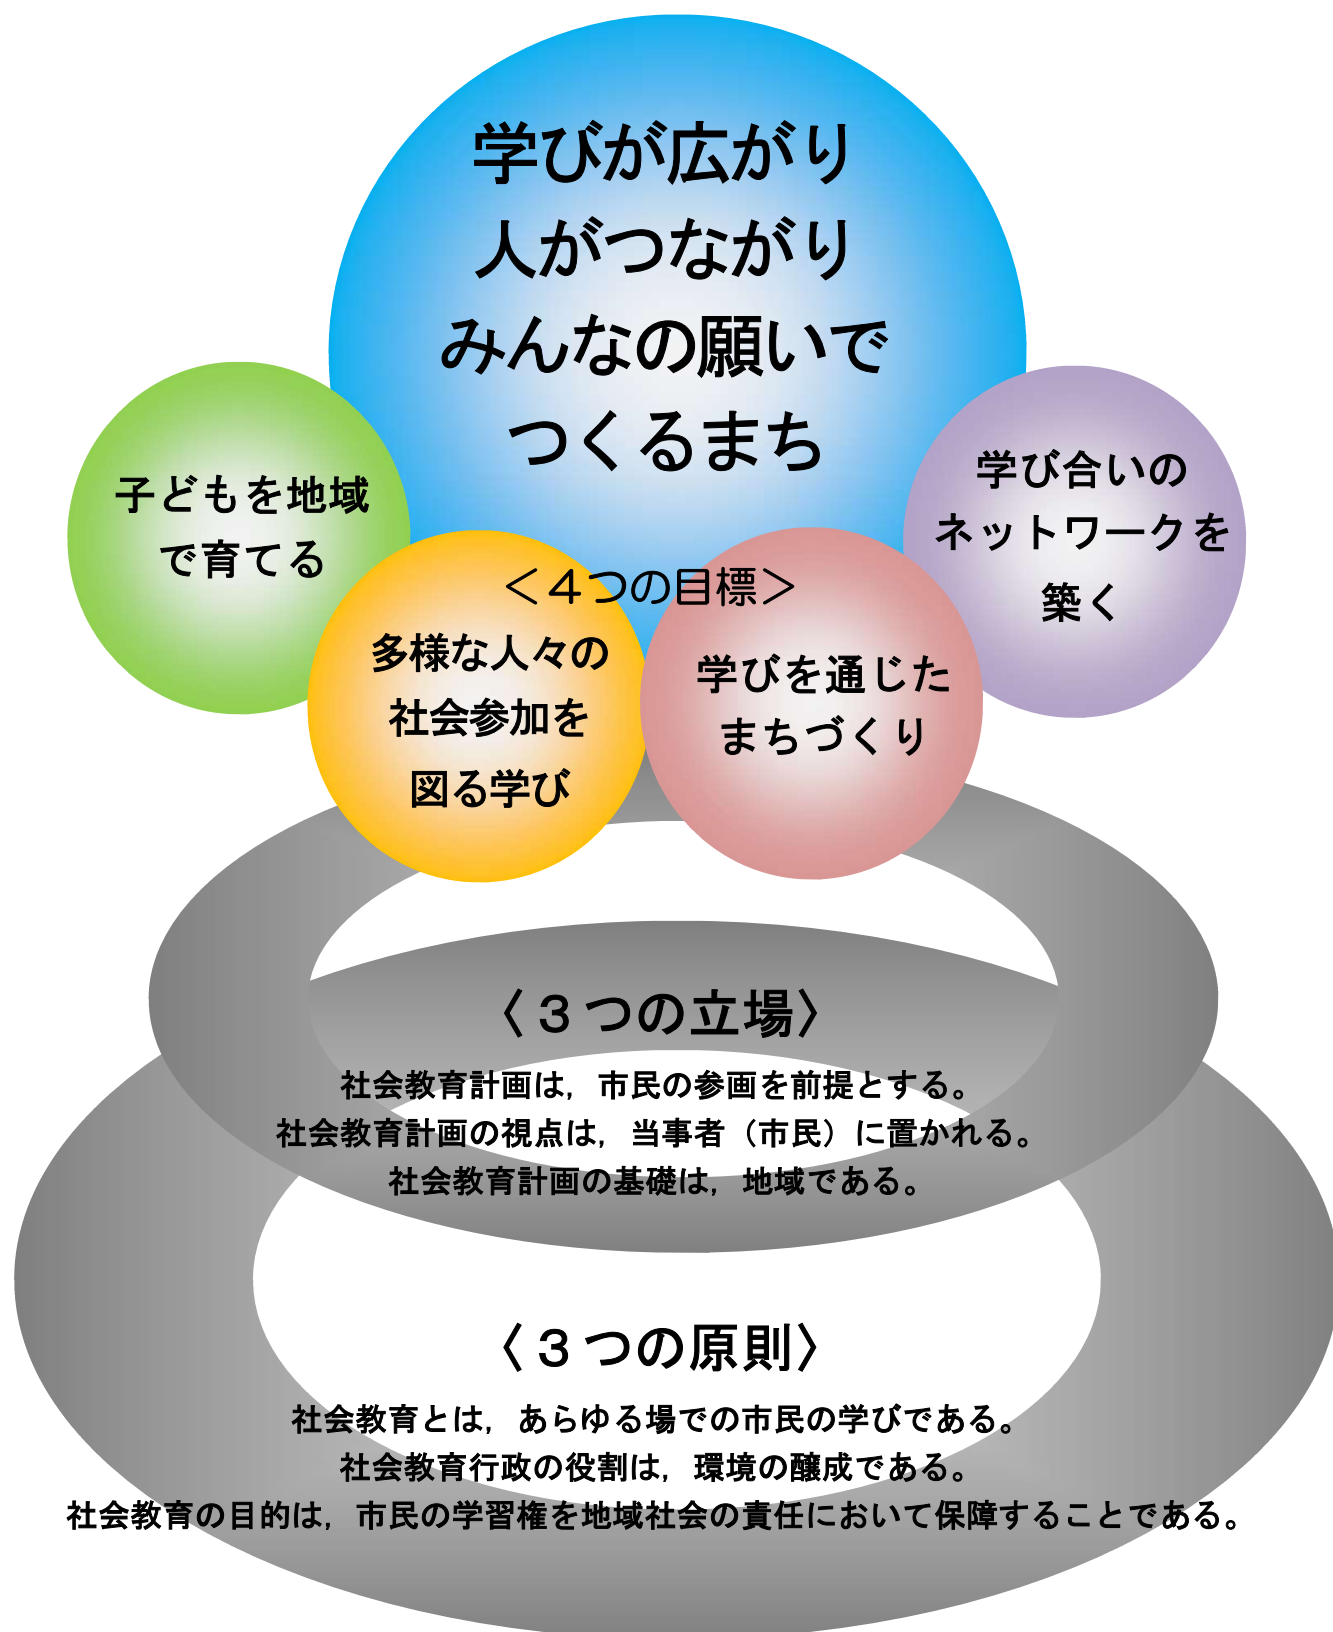 学びが広がり
人がつながり
みんなの願いで
つくるまち
子どもを地域
で育てる
学び合いの
ネットワークを
築く
＜４つの目標＞
多様な人々の
社会参加を
図る学び
学びを通じた
まちづくり
〈３つの立場〉
社会教育計画は，市民の参画を前提とする。
社会教育計画の視点は，当事者（市民）に置かれる。
社会教育計画の基礎は，地域である。
〈３つの原則〉
社会教育とは，あらゆる場での市民の学びである。
社会教育行政の役割は，環境の醸成である。
社会教育の目的は，市民の学習権を地域社会の責任において保障することである。